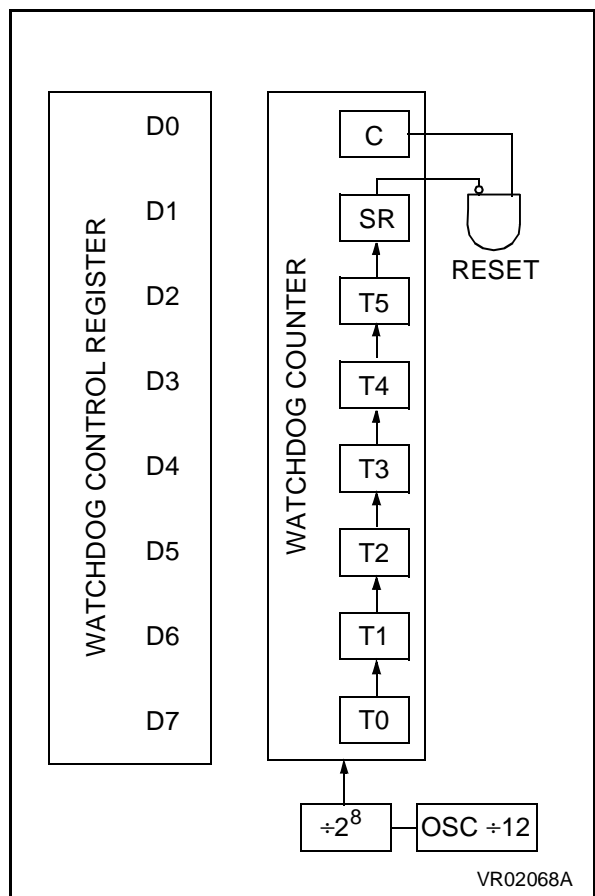 WATCHDOG CONTROL REGISTER
D0
D1
D2
D3
D4
D5
D6
D7
WATCHDOG COUNTER
C
SR
T5
T4
T3
T2
T1
T0
RESET
÷2⁸
OSC ÷12
VR02068A